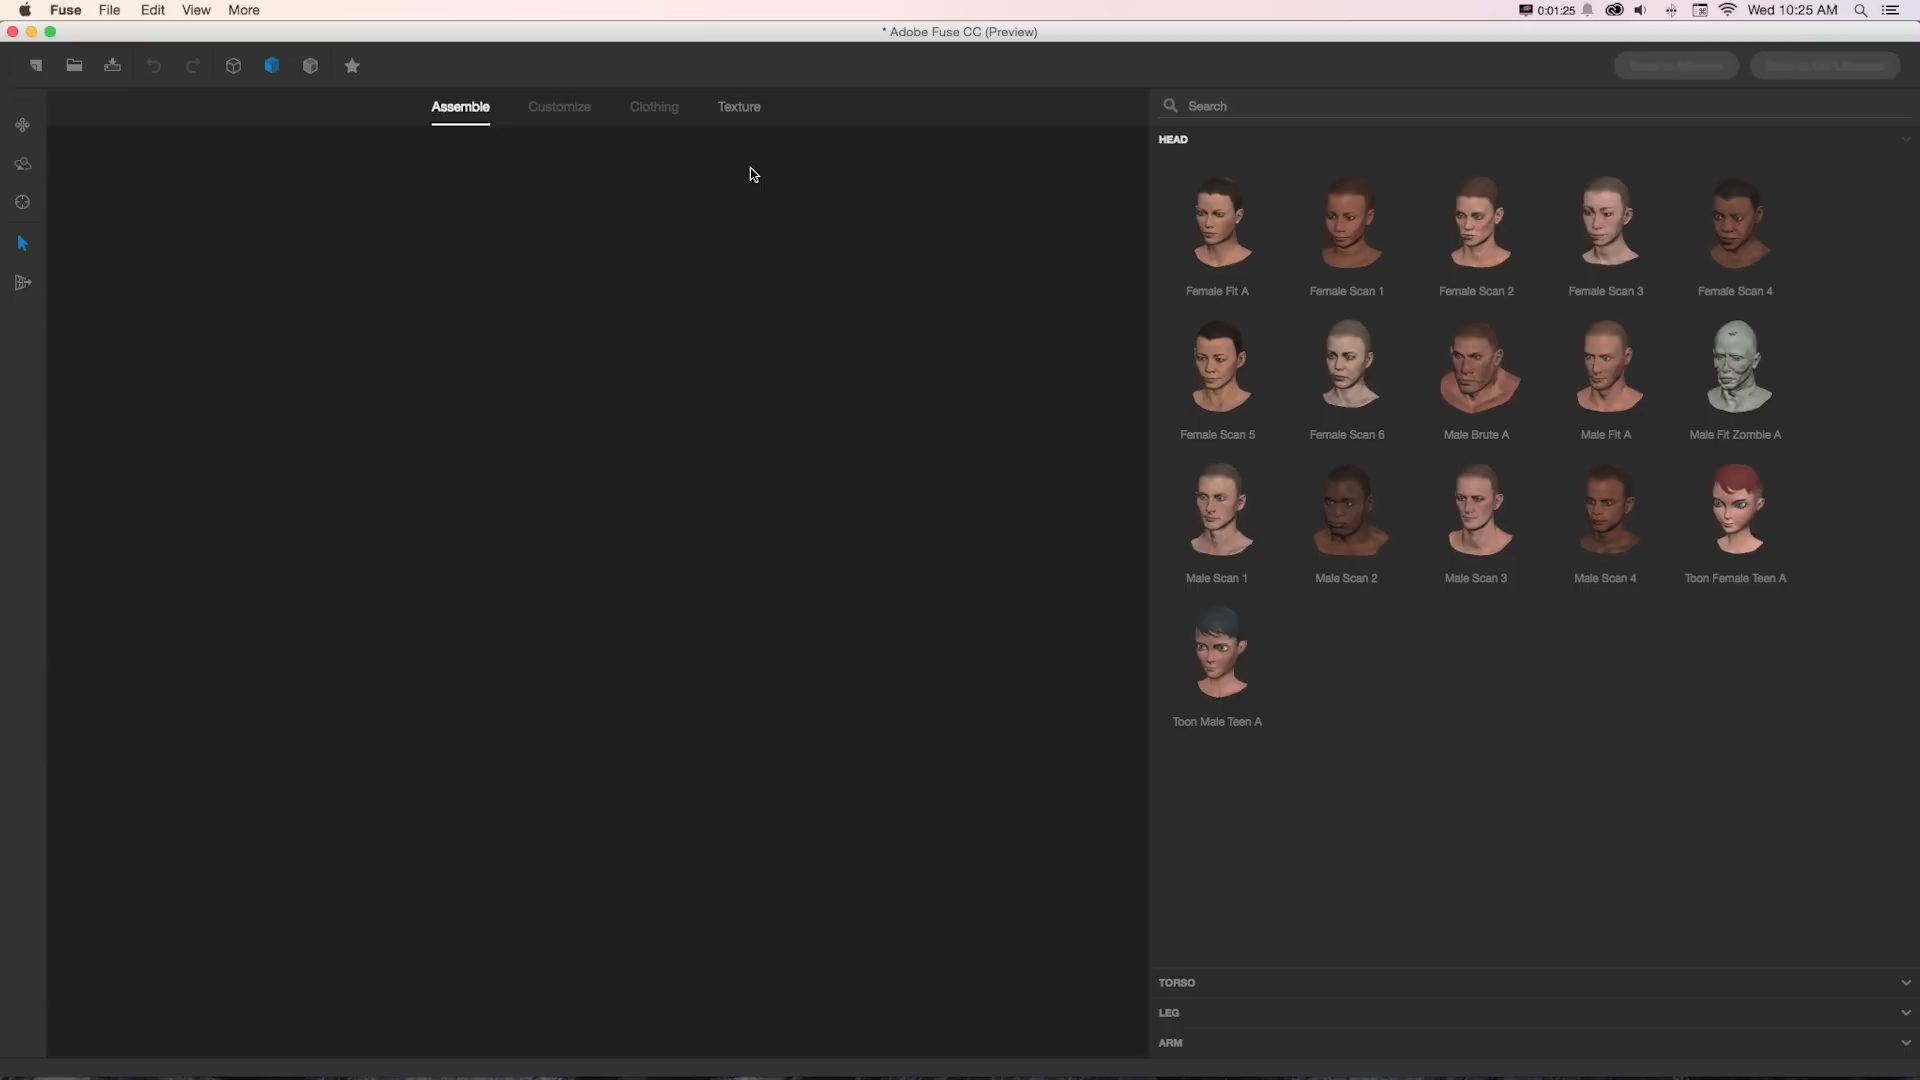 Fuse File Edit View More 0:01:25 Wed 10:25 AM
* Adobe Fuse CC (Preview)
Assemble Customize Clothing Texture
Search
HEAD
Female Fit A Female Scan 1 Female Scan 2 Female Scan 3 Female Scan 4
Female Scan 5 Female Scan 6 Male Brute A Male Fit A Male Fit Zombie A
Male Scan 1 Male Scan 2 Male Scan 3 Male Scan 4 Toon Female Teen A
Toon Male Teen A
TORSO
LEG
ARM